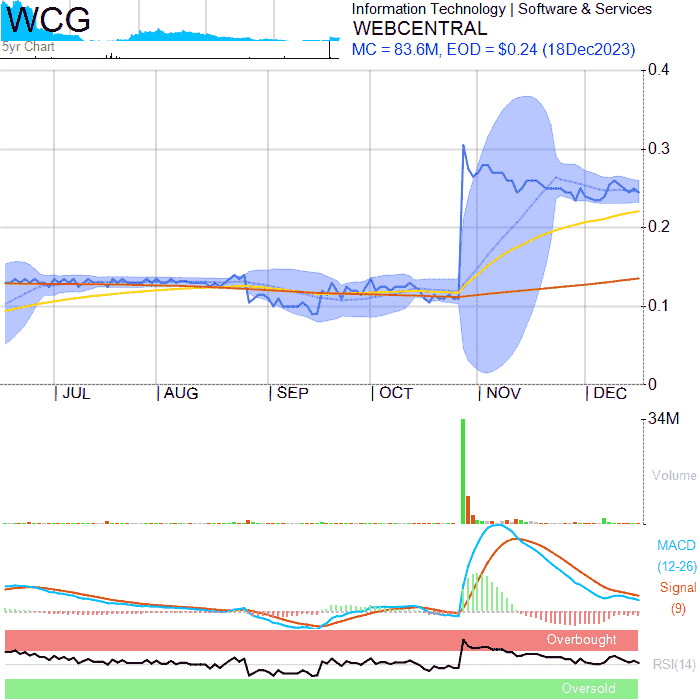 WCG
5yr Chart
Information Technology | Software & Services
WEBCENTRAL
MC = 83.6M, EOD = $0.24 (18Dec2023)
0.4
0.3
0.2
0.1
0
JUL
AUG
SEP
OCT
NOV
DEC
34M
Volume
MACD
(12-26)
Signal
(9)
Overbought
RSI(14)
Oversold